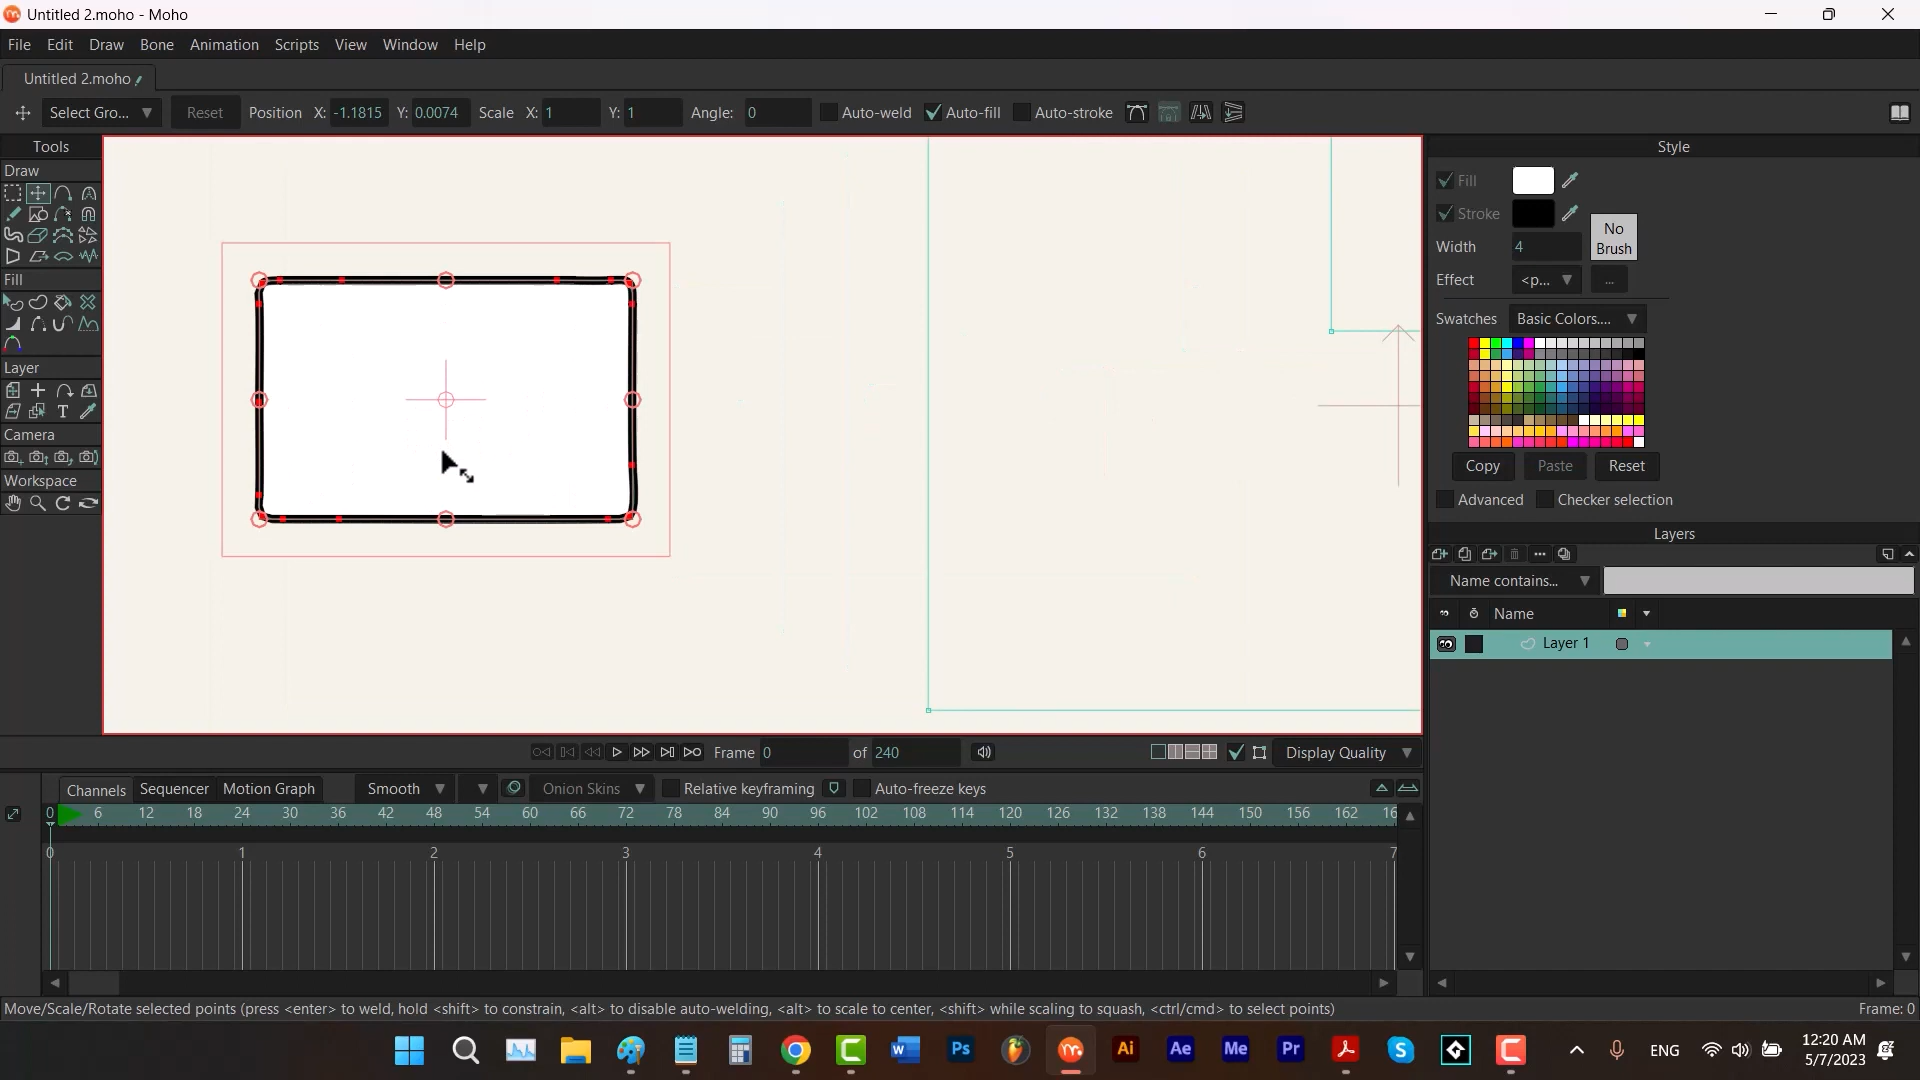 Untitled 2.moho - Moho
File Edit Draw Bone Animation Scripts View Window Help
Untitled 2.moho
Select Gro... Reset Position X: -1.1815 Y: 0.0074 Scale X: 1 Y: 1 Angle: 0 Auto-weld Auto-fill Auto-stroke
Tools
Draw
Fill
Layer
T
Camera
Workspace
Style
Fill
Stroke
No Brush
Width 4
Effect <p... ...
Swatches Basic Colors....
Copy Paste Reset
Advanced Checker selection
Layers
Name contains...
Name
Layer 1
Frame 0 of 240 Display Quality
Channels Sequencer Motion Graph Smooth Onion Skins Relative keyframing Auto-freeze keys
0 6 12 18 24 30 36 42 48 54 60 66 72 78 84 90 96 102 108 114 120 126 132 138 144 150 156 162 16
0 1 2 3 4 5 6 7
Move/Scale/Rotate selected points (press <enter> to weld, hold <shift> to constrain, <alt> to disable auto-welding, <alt> to scale to center, <shift> while scaling to squash, <ctrl/cmd> to select points) Frame: 0
Ps Ai Ae Me Pr ENG 12:20 AM
5/7/2023